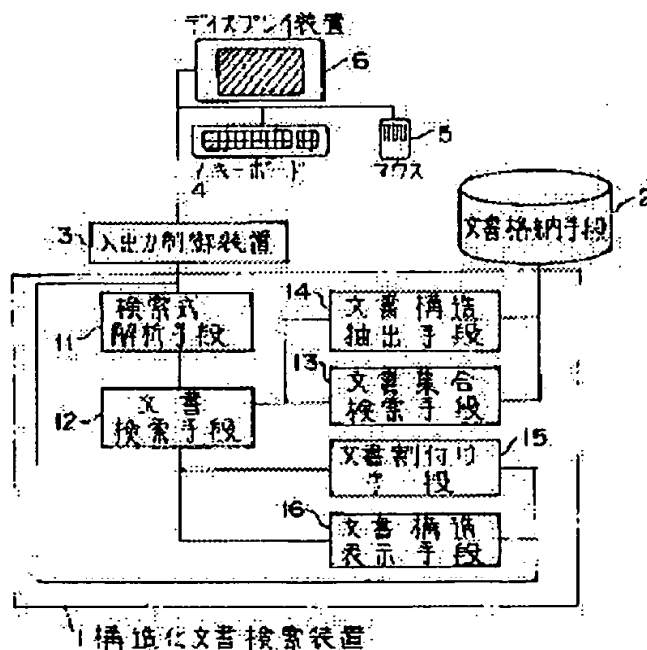 ディスプレイ装置
6
キーボード
4
マウス
5
文書格納手段
2
3
入出力制御装置
検索式
解析手段
11
文書構造
抽出手段
14
文書集合
検索手段
13
文書
検索手段
12
文書割付け
手段
15
文書構造
表示手段
16
1
構造化文書検索装置